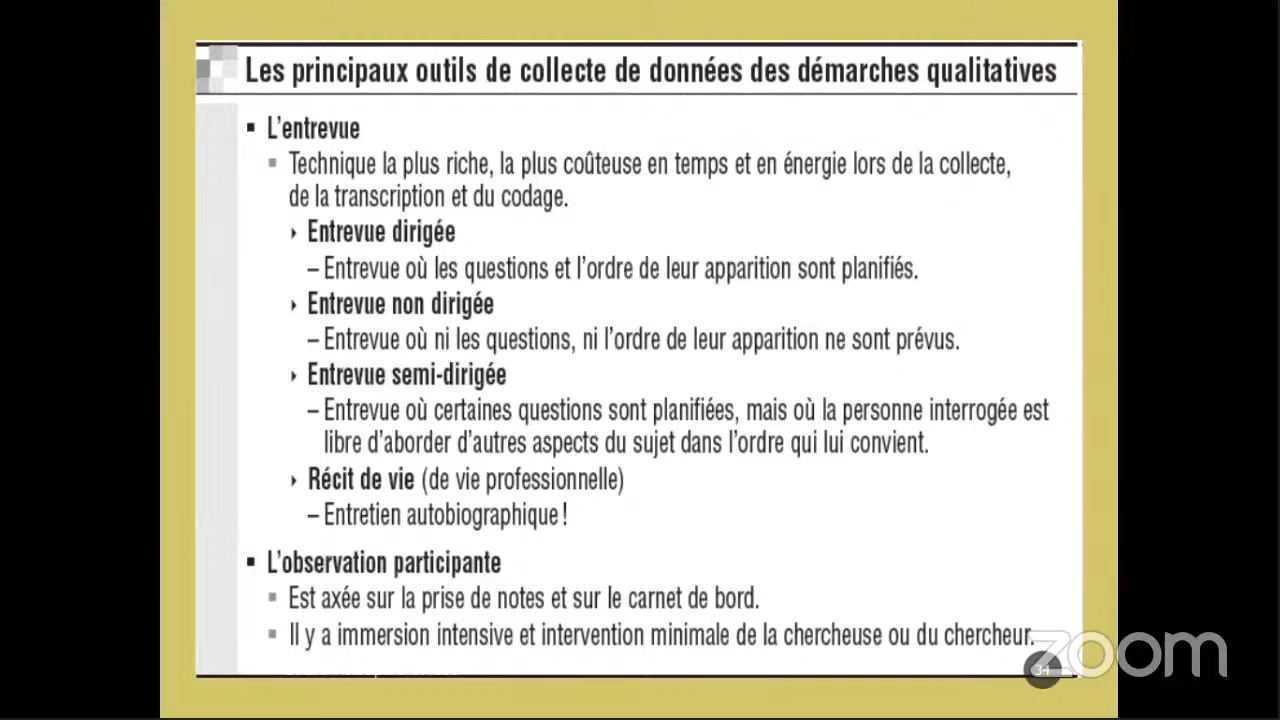 Les principaux outils de collecte de données des démarches qualitatives
▪ L'entrevue
▪ Technique la plus riche, la plus coûteuse en temps et en énergie lors de la collecte,
de la transcription et du codage.
Entrevue dirigée
– Entrevue où les questions et l'ordre de leur apparition sont planifiés.
Entrevue non dirigée
– Entrevue où ni les questions, ni l'ordre de leur apparition ne sont prévus.
Entrevue semi-dirigée
– Entrevue où certaines questions sont planifiées, mais où la personne interrogée est
libre d'aborder d'autres aspects du sujet dans l'ordre qui lui convient.
Récit de vie (de vie professionnelle)
– Entretien autobiographique !
▪ L'observation participante
▪ Est axée sur la prise de notes et sur le carnet de bord.
▪ Il y a immersion intensive et intervention minimale de la chercheuse ou du chercheur.
zoom
34